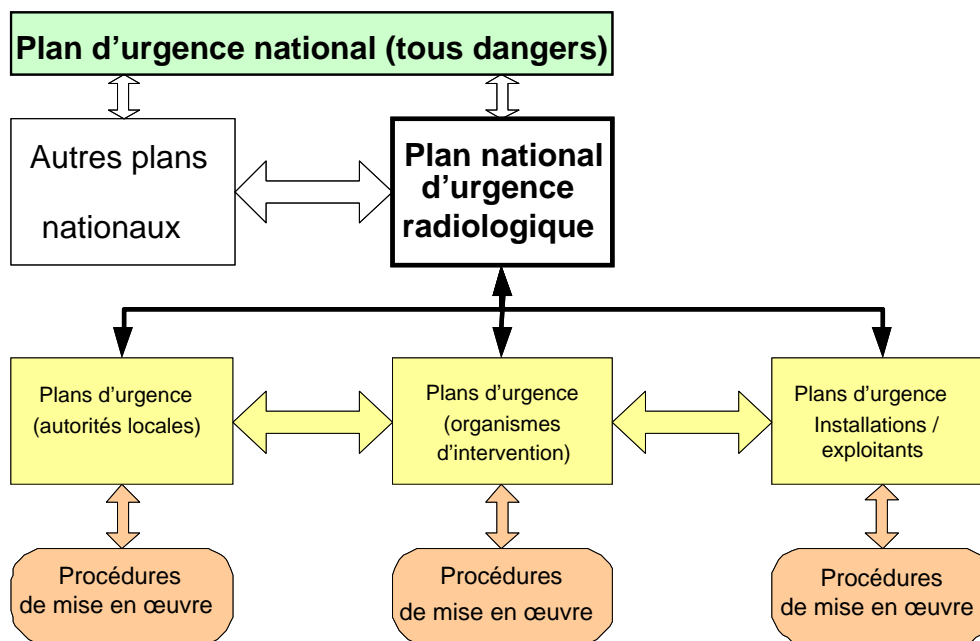 Plan d'urgence national (tous dangers)
Autres plans
nationaux
Plan national
d'urgence
radiologique
Plans d'urgence
(autorités locales)
Plans d'urgence
(organismes
d'intervention)
Plans d'urgence
Installations /
exploitants
Procédures
de mise en œuvre
Procédures
de mise en œuvre
Procédures
de mise en œuvre